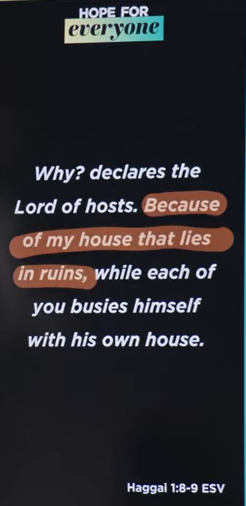 HOPE FOR
everyone
Why? declares the
Lord of hosts. Because
of my house that lies
in ruins, while each of
you busies himself
with his own house.
Haggai 1:8-9 ESV